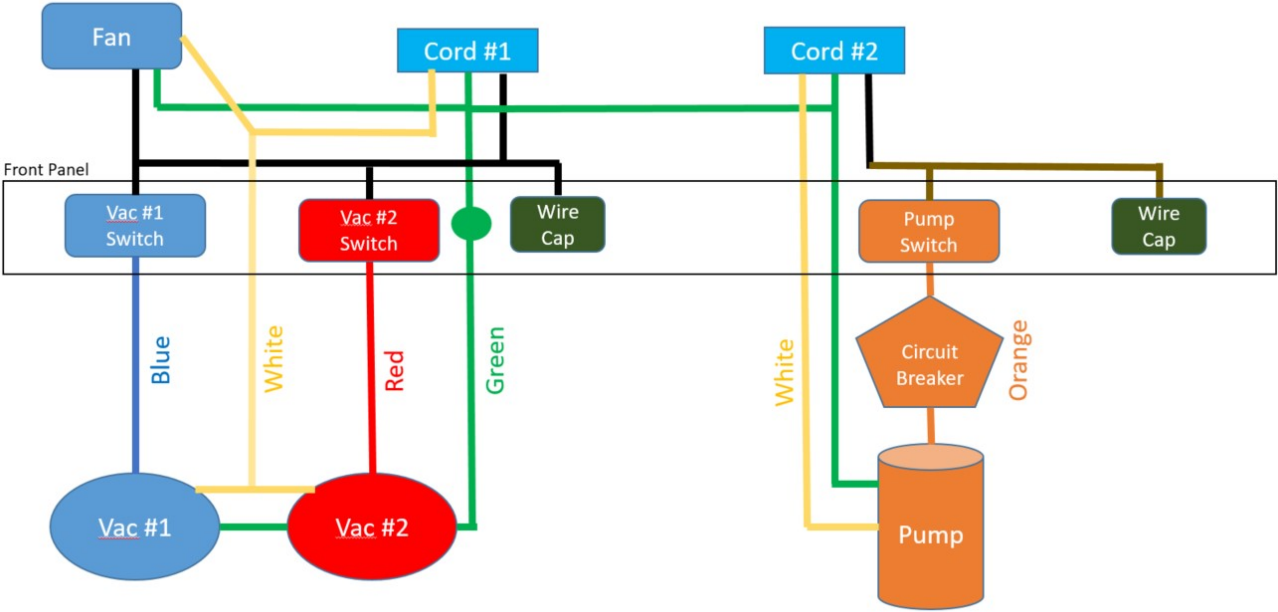 Fan
Cord #1
Cord #2
Front Panel
Vac #1
Switch
Vac #2
Switch
Wire
Cap
Pump
Switch
Wire
Cap
Blue
White
Red
Green
White
Circuit
Breaker
Orange
Vac #1
Vac #2
Pump